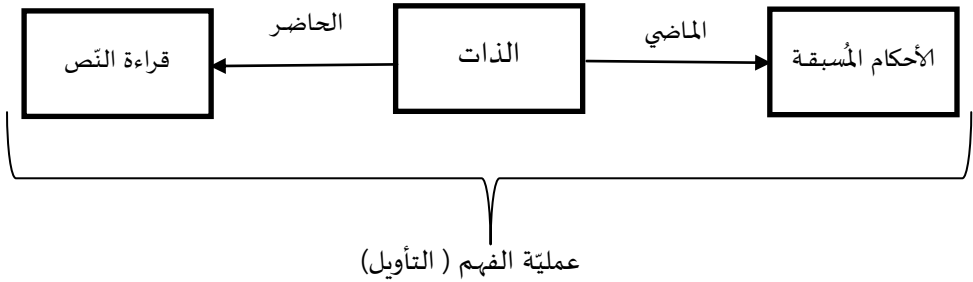 الأحكام المُسبقة
الماضي
الذات
الحاضر
قراءة النّص
عمليّة الفهم ( التأويل)